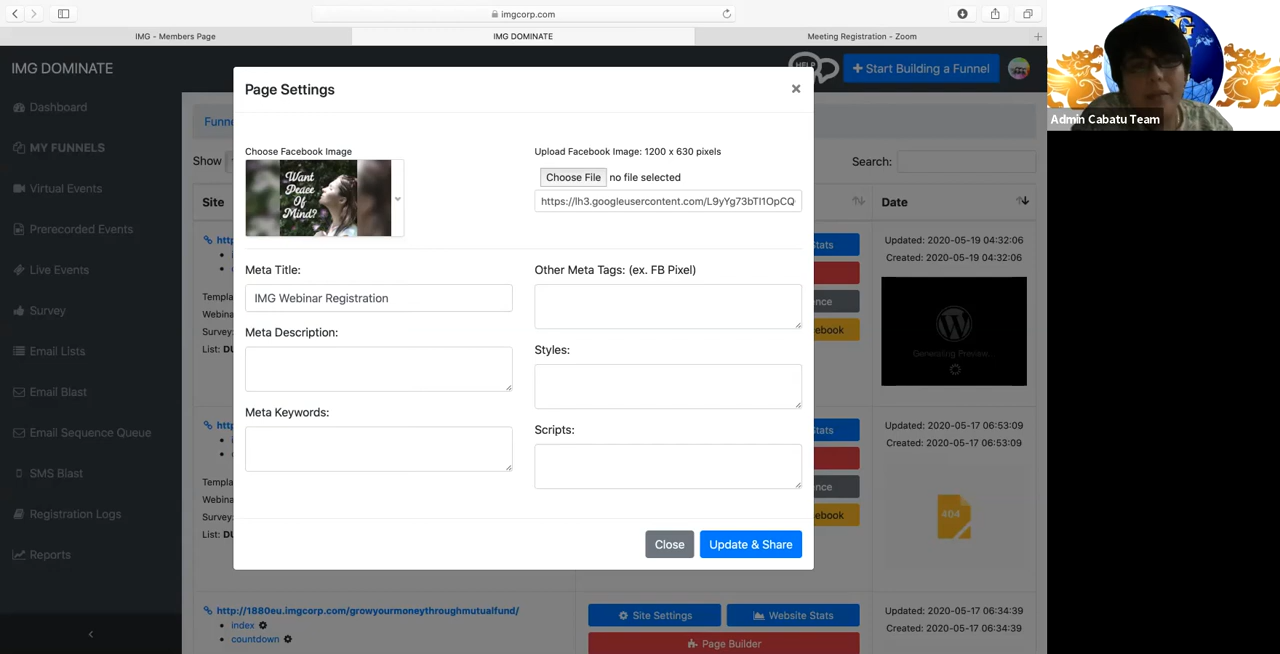 imgcorp.com
IMG - Members Page
IMG DOMINATE
Meeting Registration - Zoom
IMG DOMINATE
HELP
Start Building a Funnel
Dashboard
MY FUNNELS
Virtual Events
Prerecorded Events
Live Events
Survey
Email Lists
Email Blast
Email Sequence Queue
SMS Blast
Registration Logs
Reports
Page Settings
×
Choose Facebook Image
Want
Peace
Of
Mind?
Upload Facebook Image: 1200 x 630 pixels
Choose File no file selected
https://lh3.googleusercontent.com/L9yYg73bTI1OpCQ
Meta Title:
IMG Webinar Registration
Meta Description:
Meta Keywords:
Other Meta Tags: (ex. FB Pixel)
Styles:
Scripts:
Close
Update & Share
Show
Search:
Site
Date
Updated: 2020-05-19 04:32:06
Created: 2020-05-19 04:32:06
Generating Preview...
Updated: 2020-05-17 06:53:09
Created: 2020-05-17 06:53:09
404
http://1880eu.imgcorp.com/growyourmoneythroughmutualfund/
index
countdown
Site Settings
Website Stats
Page Builder
Updated: 2020-05-17 06:34:39
Created: 2020-05-17 06:34:39
Admin Cabatu Team